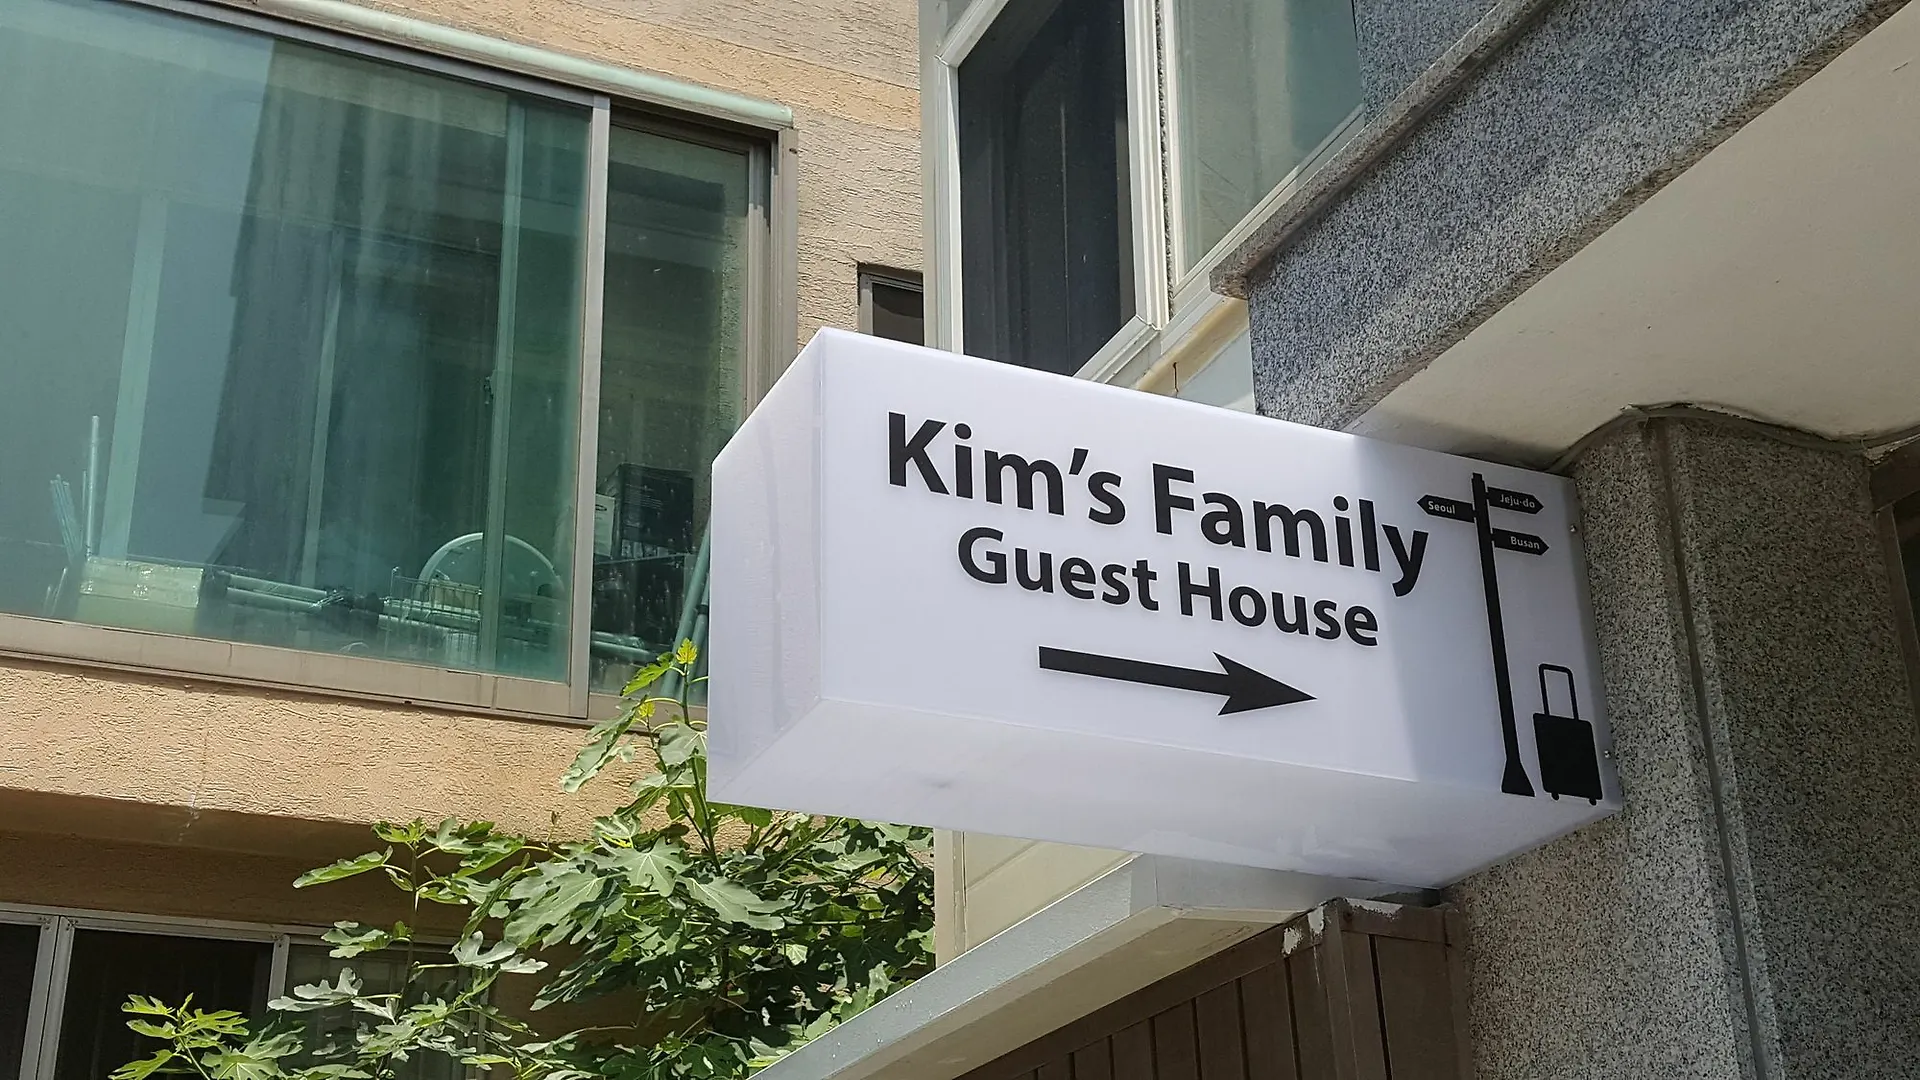 Kim's Family
Guest House
Seoul
Jeju-do
Busan